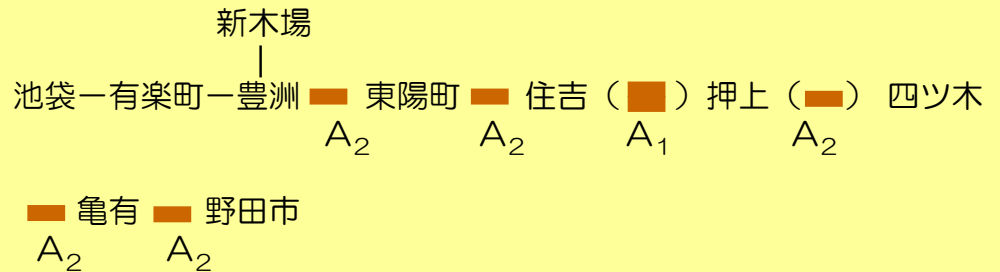 新木場
池袋ー有楽町ー豊洲 東陽町 住吉（ ）押上（ ）四ツ木
A₂ A₂ A₁ A₂
亀有 野田市
A₂ A₂